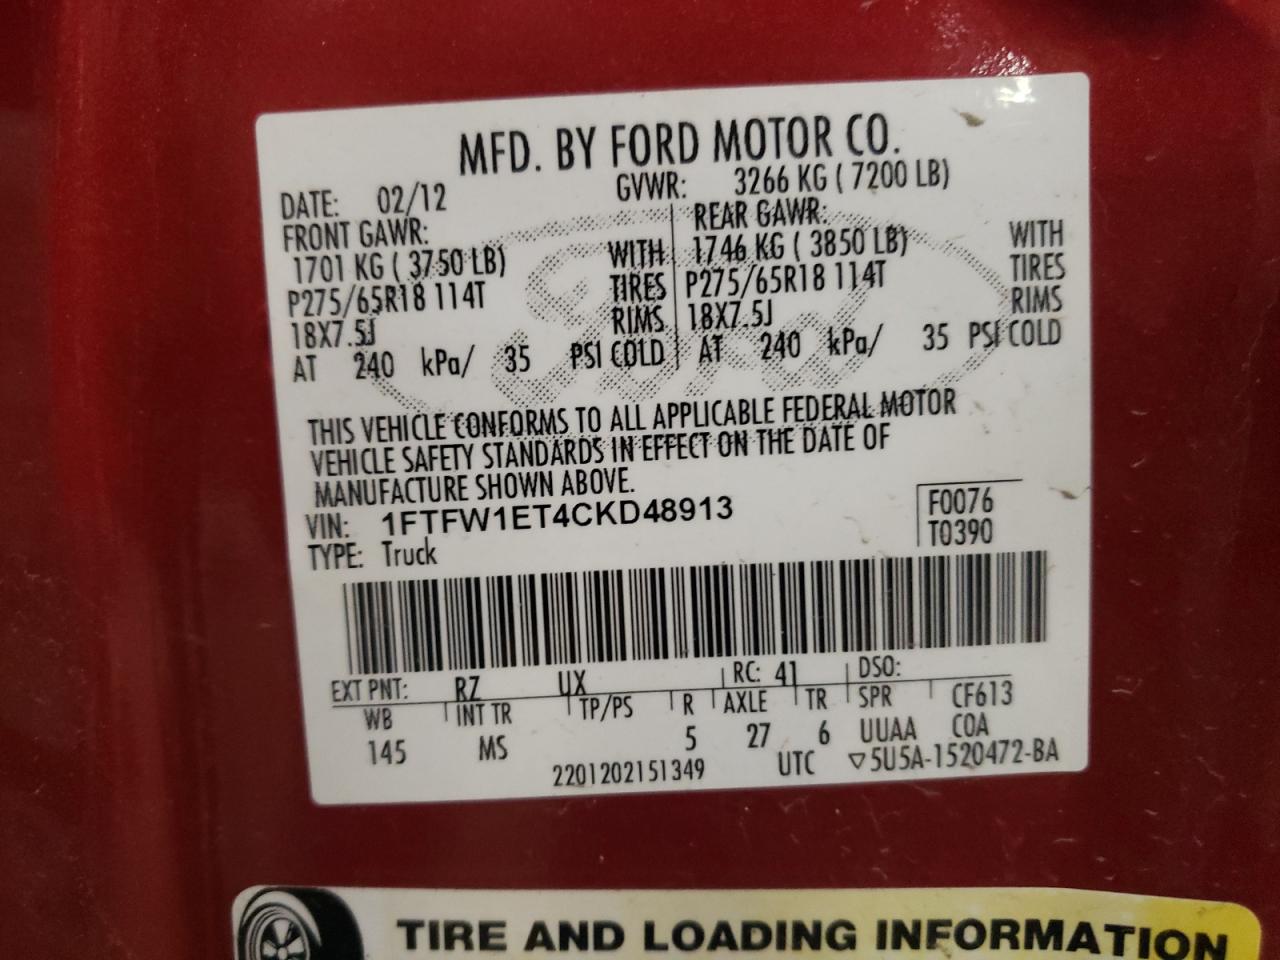 MFD. BY FORD MOTOR CO.
DATE: 02/12 GVWR: 3266 KG ( 7200 LB)
FRONT GAWR: REAR GAWR:
1701 KG ( 3750 LB) WITH 1746 KG ( 3850 LB) WITH
P275/65R18 114T TIRES P275/65R18 114T TIRES
18X7.5J RIMS 18X7.5J RIMS
AT 240 kPa/ 35 PSI COLD AT 240 kPa/ 35 PSI COLD
Ford
THIS VEHICLE CONFORMS TO ALL APPLICABLE FEDERAL MOTOR
VEHICLE SAFETY STANDARDS IN EFFECT ON THE DATE OF
MANUFACTURE SHOWN ABOVE.
VIN: 1FTFW1ET4CKD48913 F0076
TYPE: Truck T0390
EXT PNT: RZ UX RC: 41 DSO:
WB INT TR TP/PS R AXLE TR SPR CF613
145 MS 5 27 6 UUAA COA
2201202151349 UTC ▽5U5A-1520472-BA
TIRE AND LOADING INFORMATION